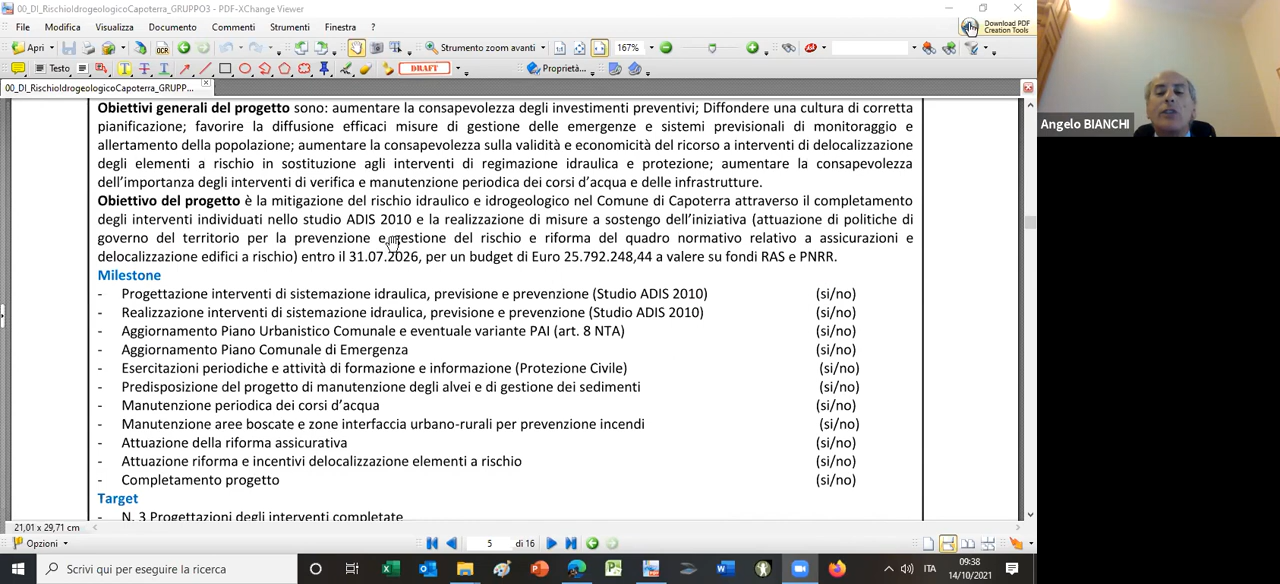 00_DI_RischioIdrogeologicoCapoterra_GRUPPO3 - PDF-XChange Viewer
File Modifica Visualizza Documento Commenti Strumenti Finestra ?
Download PDF
Creation Tools
Apri OCR Strumento zoom avanti 167%
Testo DRAFT Proprietà...
00_DI_RischioIdrogeologicoCapoterra_GRUPP...
Obiettivi generali del progetto sono: aumentare la consapevolezza degli investimenti preventivi; Diffondere una cultura di corretta
pianificazione; favorire la diffusione efficaci misure di gestione delle emergenze e sistemi previsionali di monitoraggio e
allertamento della popolazione; aumentare la consapevolezza sulla validità e economicità del ricorso a interventi di delocalizzazione
degli elementi a rischio in sostituzione agli interventi di regimazione idraulica e protezione; aumentare la consapevolezza
dell'importanza degli interventi di verifica e manutenzione periodica dei corsi d'acqua e delle infrastrutture.
Obiettivo del progetto è la mitigazione del rischio idraulico e idrogeologico nel Comune di Capoterra attraverso il completamento
degli interventi individuati nello studio ADIS 2010 e la realizzazione di misure a sostengo dell'iniziativa (attuazione di politiche di
governo del territorio per la prevenzione e gestione del rischio e riforma del quadro normativo relativo a assicurazioni e
delocalizzazione edifici a rischio) entro il 31.07.2026, per un budget di Euro 25.792.248,44 a valere su fondi RAS e PNRR.
Milestone
- Progettazione interventi di sistemazione idraulica, previsione e prevenzione (Studio ADIS 2010) (si/no)
- Realizzazione interventi di sistemazione idraulica, previsione e prevenzione (Studio ADIS 2010) (si/no)
- Aggiornamento Piano Urbanistico Comunale e eventuale variante PAI (art. 8 NTA) (si/no)
- Aggiornamento Piano Comunale di Emergenza (si/no)
- Esercitazioni periodiche e attività di formazione e informazione (Protezione Civile) (si/no)
- Predisposizione del progetto di manutenzione degli alvei e di gestione dei sedimenti (si/no)
- Manutenzione periodica dei corsi d'acqua (si/no)
- Manutenzione aree boscate e zone interfaccia urbano-rurali per prevenzione incendi (si/no)
- Attuazione della riforma assicurativa (si/no)
- Attuazione riforma e incentivi delocalizzazione elementi a rischio (si/no)
- Completamento progetto (si/no)
Target
- N. 3 Progettazioni degli interventi completate
21,01 x 29,71 cm
Opzioni 5 di 16
Scrivi qui per eseguire la ricerca
ITA
09:38
14/10/2021
Angelo BIANCHI